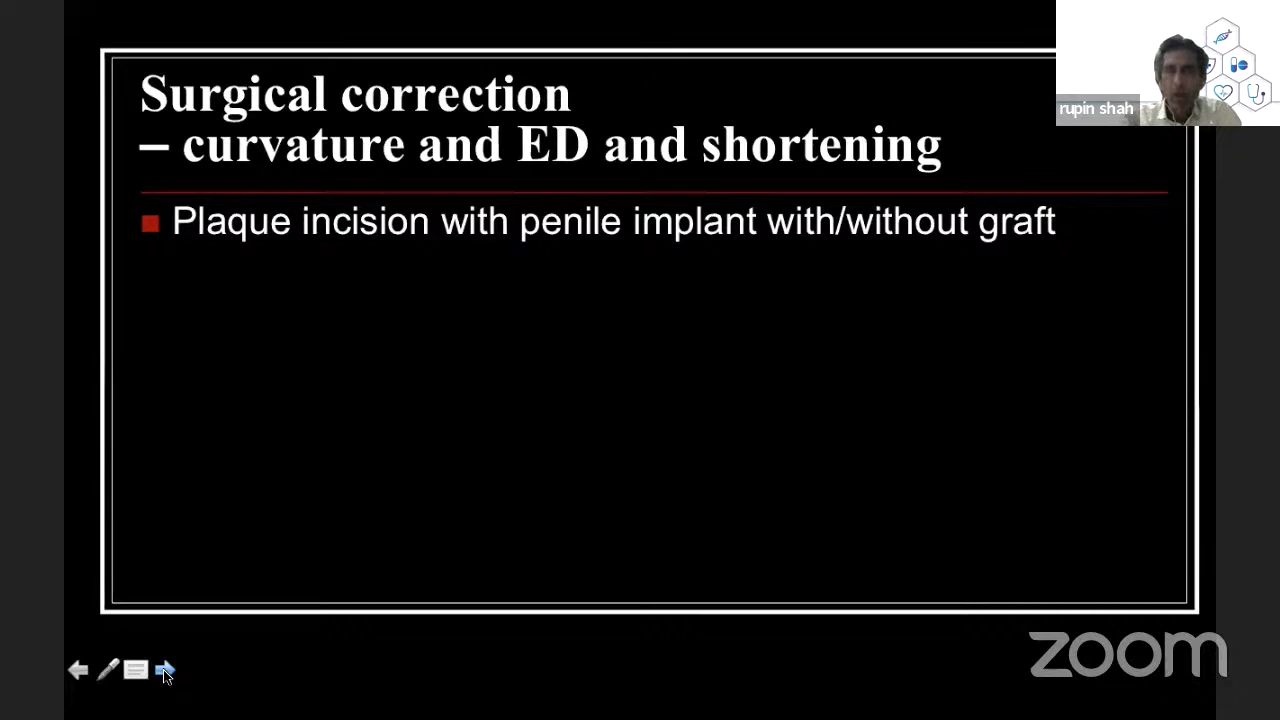 Surgical correction
– curvature and ED and shortening
Plaque incision with penile implant with/without graft
rupin shah
zoom